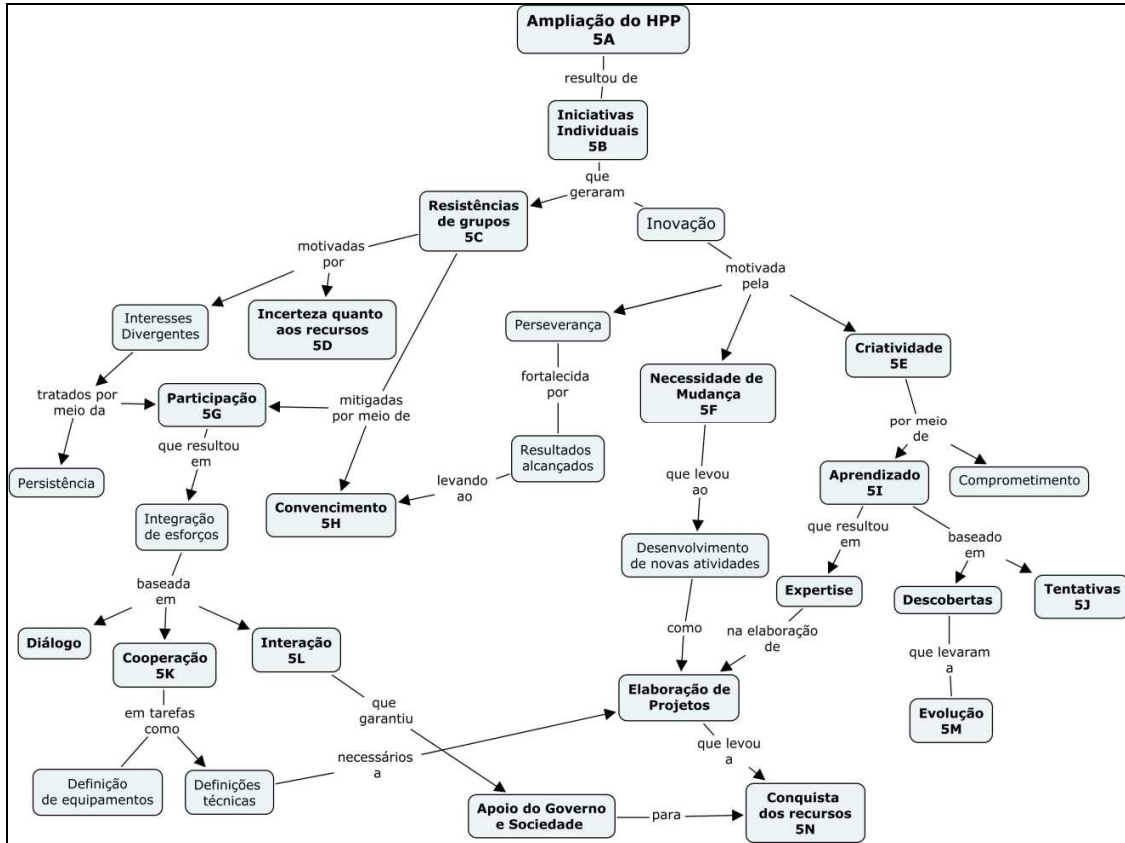 Ampliação do HPP
5A
resultou de
Iniciativas
Individuais
5B
que
geraram
Resistências
de grupos
5C
Inovação
motivadas
por
motivada
pela
Interesses
Divergentes
Incerteza quanto
aos recursos
5D
Perseverança
Criatividade
5E
tratados por
meio da
Participação
5G
mitigadas
por meio de
fortalecida
por
Necessidade de
Mudança
5F
por meio
de
que resultou
em
Persistência
Convencimento
5H
levando
ao
Resultados
alcançados
que levou
ao
Aprendizado
5I
Comprometimento
Integração
de esforços
que resultou
em
baseado
em
Desenvolvimento
de novas atividades
Expertise
Descobertas
Tentativas
5J
baseada
em
Diálogo
Cooperação
5K
Interação
5L
como
na elaboração
de
que levaram
a
em tarefas
como
que
garantiu
Elaboração de
Projetos
Evolução
5M
Definição
de equipamentos
Definições
técnicas
necessários
a
que levou
a
Apoio do Governo
e Sociedade
para
Conquista
dos recursos
5N